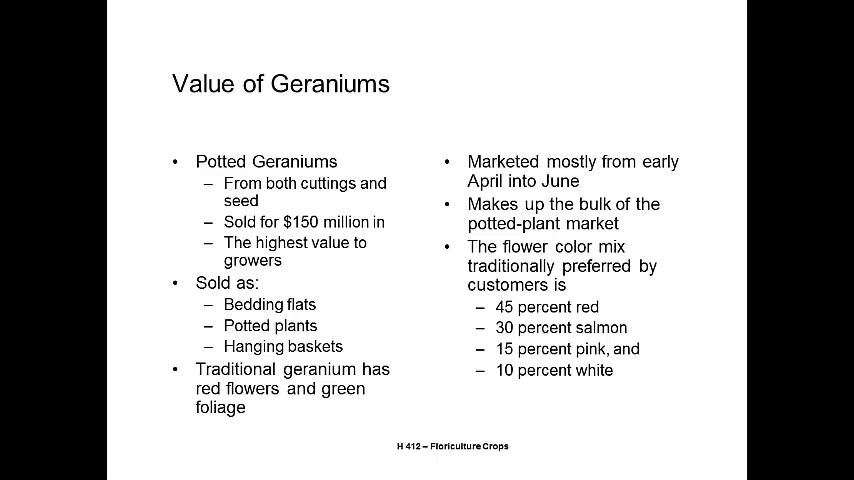 Value of Geraniums
• Potted Geraniums
– From both cuttings and
seed
– Sold for $150 million in
– The highest value to
growers
• Sold as:
– Bedding flats
– Potted plants
– Hanging baskets
• Traditional geranium has
red flowers and green
foliage
• Marketed mostly from early
April into June
• Makes up the bulk of the
potted-plant market
• The flower color mix
traditionally preferred by
customers is
– 45 percent red
– 30 percent salmon
– 15 percent pink, and
– 10 percent white
H 412 – Floriculture Crops